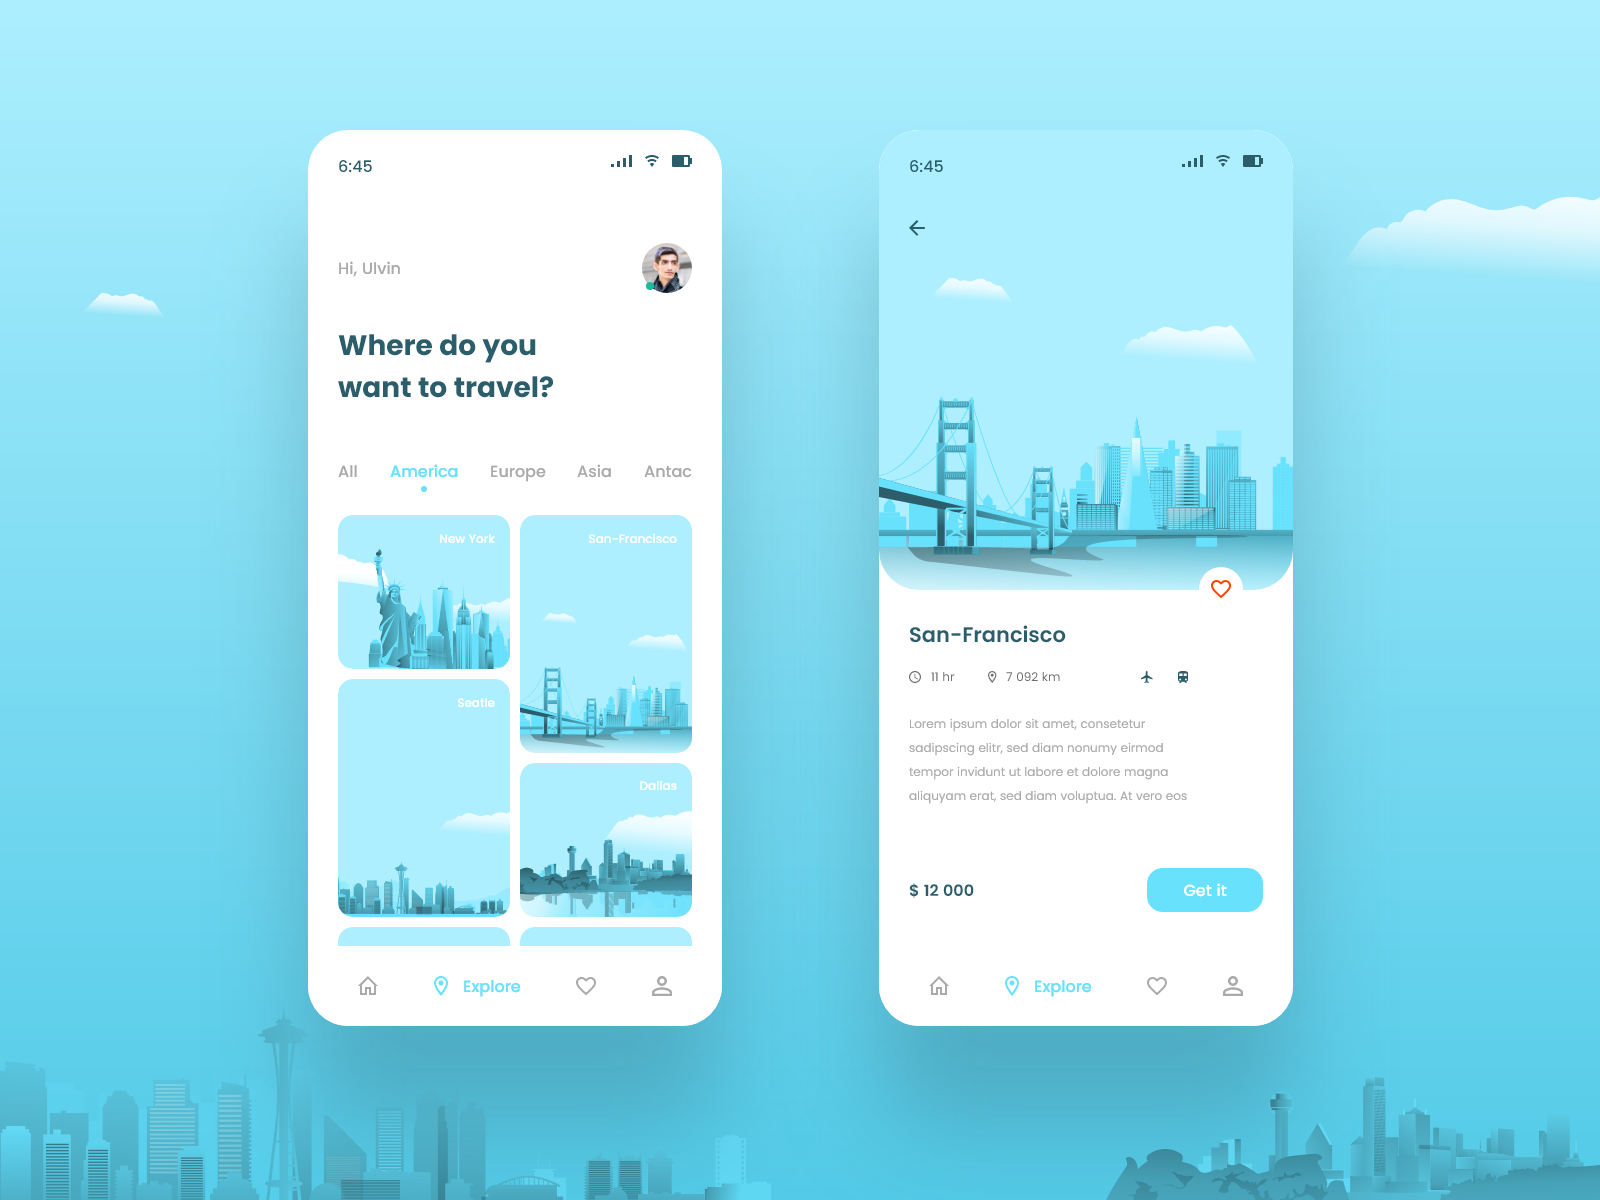 6:45
Hi, Ulvin
Where do you
want to travel?
All America Europe Asia Antac
New York
San-Francisco
Seatle
Dallas
Explore
6:45
San-Francisco
11 hr 7 092 km
Lorem ipsum dolor sit amet, consetetur
sadipscing elitr, sed diam nonumy eirmod
tempor invidunt ut labore et dolore magna
aliquyam erat, sed diam voluptua. At vero eos
$ 12 000
Get it
Explore